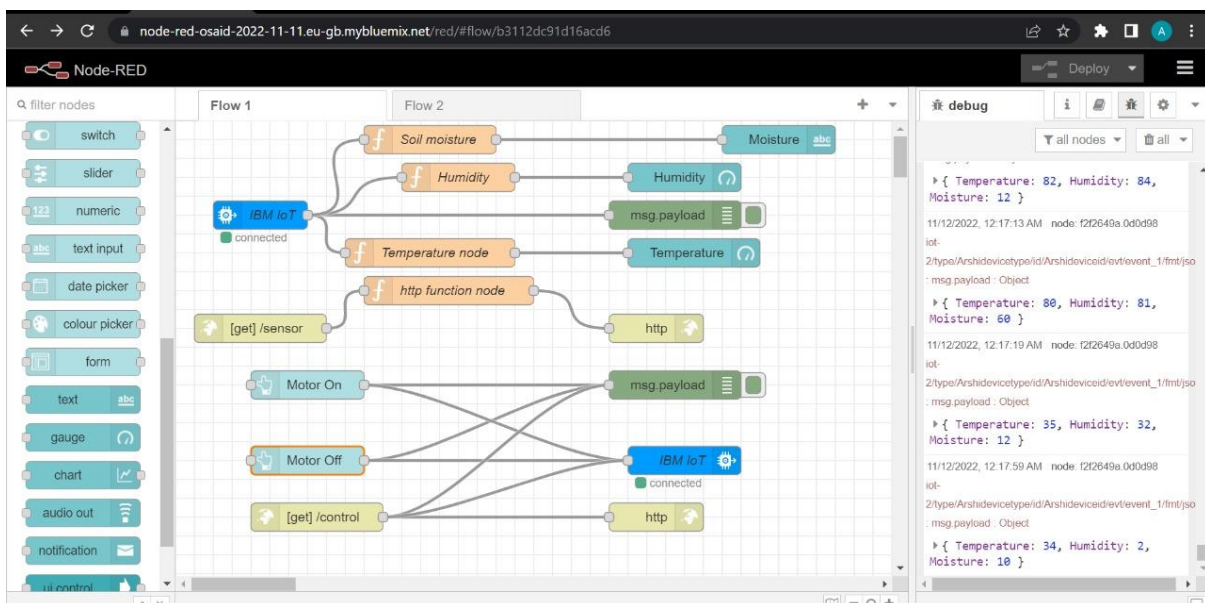 node-red-osaid-2022-11-11.eu-gb.mybluemix.net/red/#flow/b3112dc91d16acd6
A
Node-RED
Deploy
filter nodes
switch
slider
123 numeric
abc text input
date picker
colour picker
form
text abc
gauge
chart
audio out
notification
ui control
Flow 1
Flow 2
f Soil moisture
Moisture abc
f Humidity
Humidity
IBM IoT
connected
msg.payload
f Temperature node
Temperature
f http function node
[get] /sensor
http
Motor On
msg.payload
Motor Off
IBM IoT
connected
[get] /control
http
debug
i
all nodes
all
{ Temperature: 82, Humidity: 84,
Moisture: 12 }
11/12/2022, 12:17:13 AM node: f2f2649a.0d0d98
iot-
2/type/Arshidevicetype/id/Arshideviceid/evt/event_1/fmt/jso
: msg.payload : Object
{ Temperature: 80, Humidity: 81,
Moisture: 60 }
11/12/2022, 12:17:19 AM node: f2f2649a.0d0d98
iot-
2/type/Arshidevicetype/id/Arshideviceid/evt/event_1/fmt/jso
: msg.payload : Object
{ Temperature: 35, Humidity: 32,
Moisture: 12 }
11/12/2022, 12:17:59 AM node: f2f2649a.0d0d98
iot-
2/type/Arshidevicetype/id/Arshideviceid/evt/event_1/fmt/jso
: msg.payload : Object
{ Temperature: 34, Humidity: 2,
Moisture: 10 }